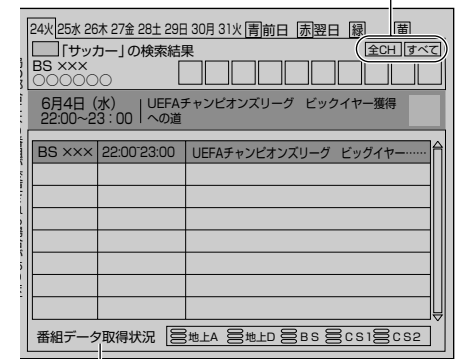 24火 25水 26木 27金 28土 29日 30月 31火 青 前日 赤 翌日 緑 黄
「サッカー」の検索結果 全CH すべて
BS ×××
○○○○○○
6月4日（水） UEFAチャンピオンズリーグ ビックイヤー獲得
22:00~23:00 への道
BS ××× 22:00~23:00 UEFAチャンピオンズリーグ ビッグイヤー……
番組データ取得状況 地上A 地上D BS CS1 CS2